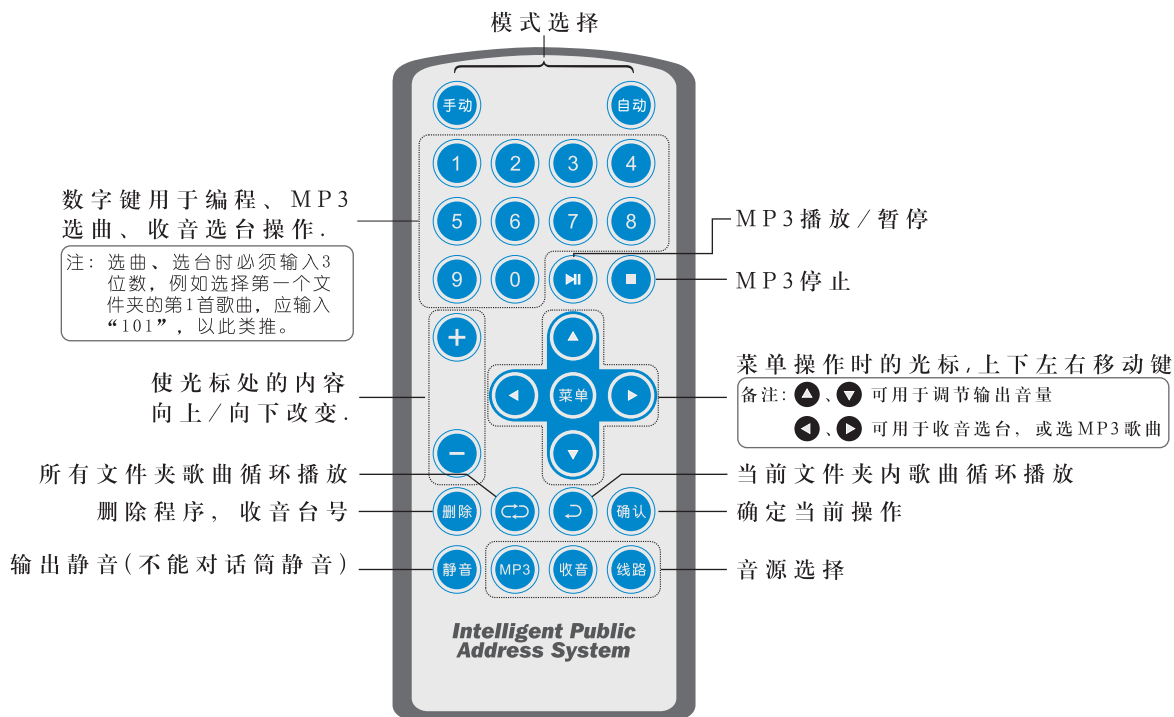 模式选择
手动
自动
1
2
3
4
数字键用于编程、MP3
选曲、收音选台操作.
注: 选曲、选台时必须输入3
位数, 例如选择第一个文
件夹的第1首歌曲, 应输入
“101”, 以此类推。
5
6
7
8
MP3播放/暂停
9
0
MP3停止
+
使光标处的内容
向上/向下改变.
菜单
菜单操作时的光标,上下左右移动键
备注: ▲、▼ 可用于调节输出音量
◀、▶ 可用于收音选台, 或选MP3歌曲
−
所有文件夹歌曲循环播放
当前文件夹内歌曲循环播放
删除程序, 收音台号
删除
确认
确定当前操作
输出静音(不能对话筒静音)
静音
MP3
收音
线路
音源选择
Intelligent Public
Address System